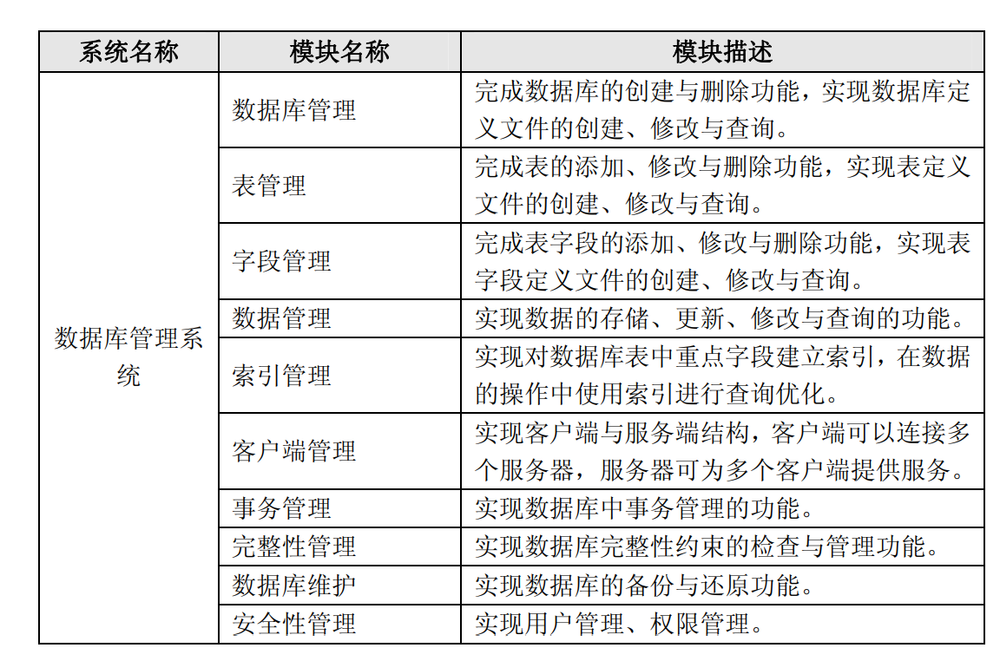 系统名称
模块名称
模块描述
数据库管理系
统
数据库管理
完成数据库的创建与删除功能，实现数据库定
义文件的创建、修改与查询。
表管理
完成表的添加、修改与删除功能，实现表定义
文件的创建、修改与查询。
字段管理
完成表字段的添加、修改与删除功能，实现表
字段定义文件的创建、修改与查询。
数据管理
实现数据的存储、更新、修改与查询的功能。
索引管理
实现对数据库表中重点字段建立索引，在数据
的操作中使用索引进行查询优化。
客户端管理
实现客户端与服务端结构，客户端可以连接多
个服务器，服务器可为多个客户端提供服务。
事务管理
实现数据库中事务管理的功能。
完整性管理
实现数据库完整性约束的检查与管理功能。
数据库维护
实现数据库的备份与还原功能。
安全性管理
实现用户管理、权限管理。